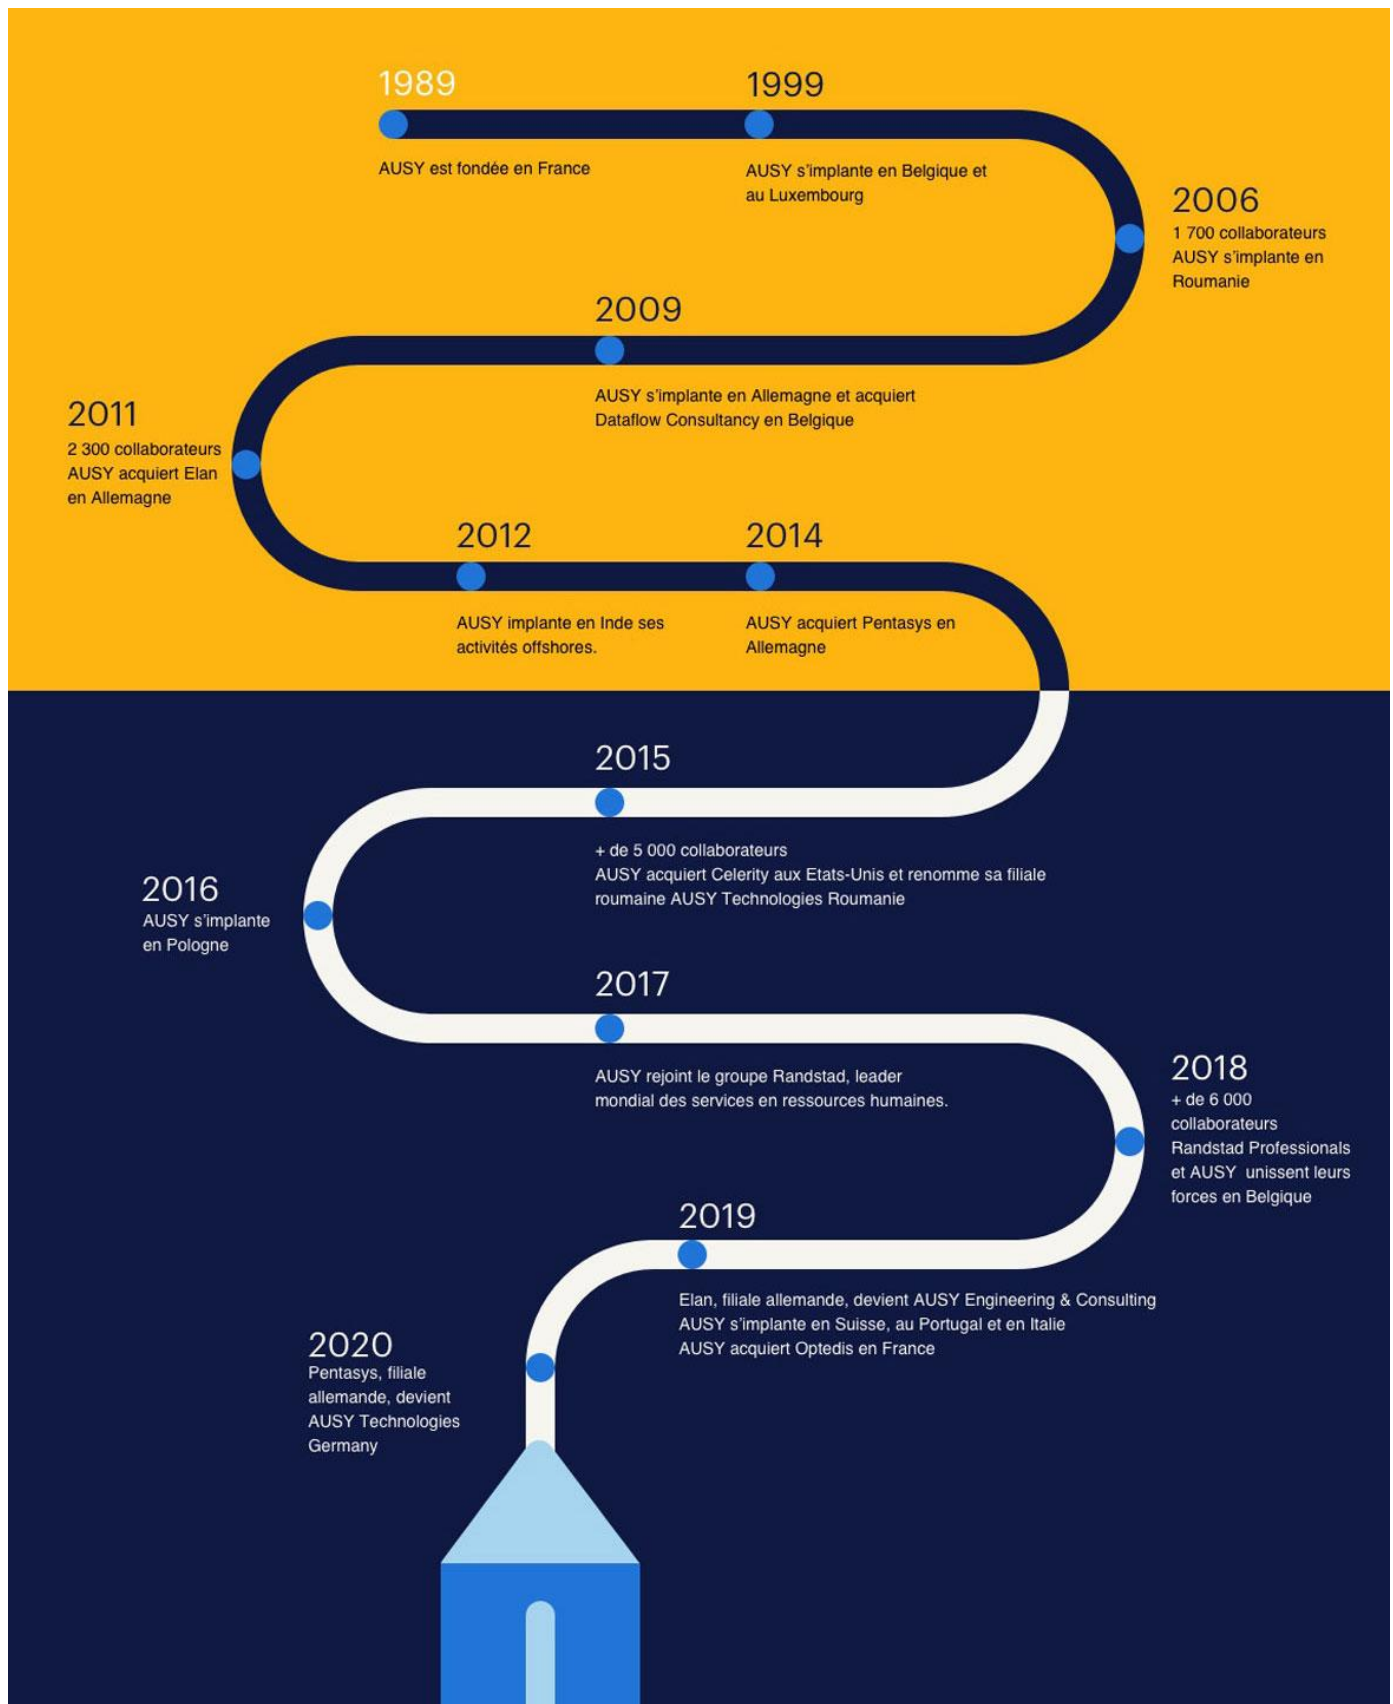 1989
AUSY est fondée en France
1999
AUSY s'implante en Belgique et
au Luxembourg
2006
1 700 collaborateurs
AUSY s'implante en
Roumanie
2009
AUSY s'implante en Allemagne et acquiert
Dataflow Consultancy en Belgique
2011
2 300 collaborateurs
AUSY acquiert Elan
en Allemagne
2012
AUSY implante en Inde ses
activités offshores.
2014
AUSY acquiert Pentasys en
Allemagne
2015
+ de 5 000 collaborateurs
AUSY acquiert Celerity aux Etats-Unis et renomme sa filiale
roumaine AUSY Technologies Roumanie
2016
AUSY s'implante
en Pologne
2017
AUSY rejoint le groupe Randstad, leader
mondial des services en ressources humaines.
2018
+ de 6 000
collaborateurs
Randstad Professionals
et AUSY  unissent leurs
forces en Belgique
2019
Elan, filiale allemande, devient AUSY Engineering & Consulting
AUSY s'implante en Suisse, au Portugal et en Italie
AUSY acquiert Optedis en France
2020
Pentasys, filiale
allemande, devient
AUSY Technologies
Germany